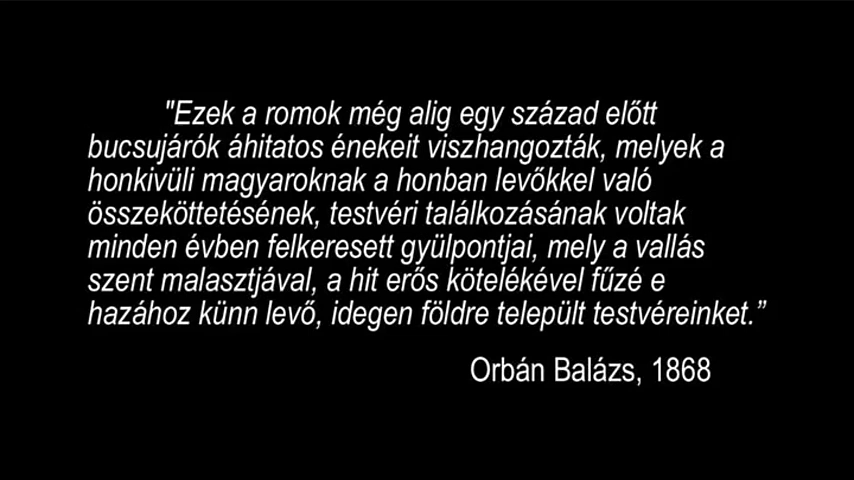 "Ezek a romok még alig egy század előtt
bucsujárók áhitatos énekeit viszhangozták, melyek a
honkivüli magyaroknak a honban levőkkel való
összeköttetésének, testvéri találkozásának voltak
minden évben felkeresett gyülpontjai, mely a vallás
szent malasztjával, a hit erős kötelékével fűzé e
hazához künn levő, idegen földre települt testvéreinket.”
Orbán Balázs, 1868